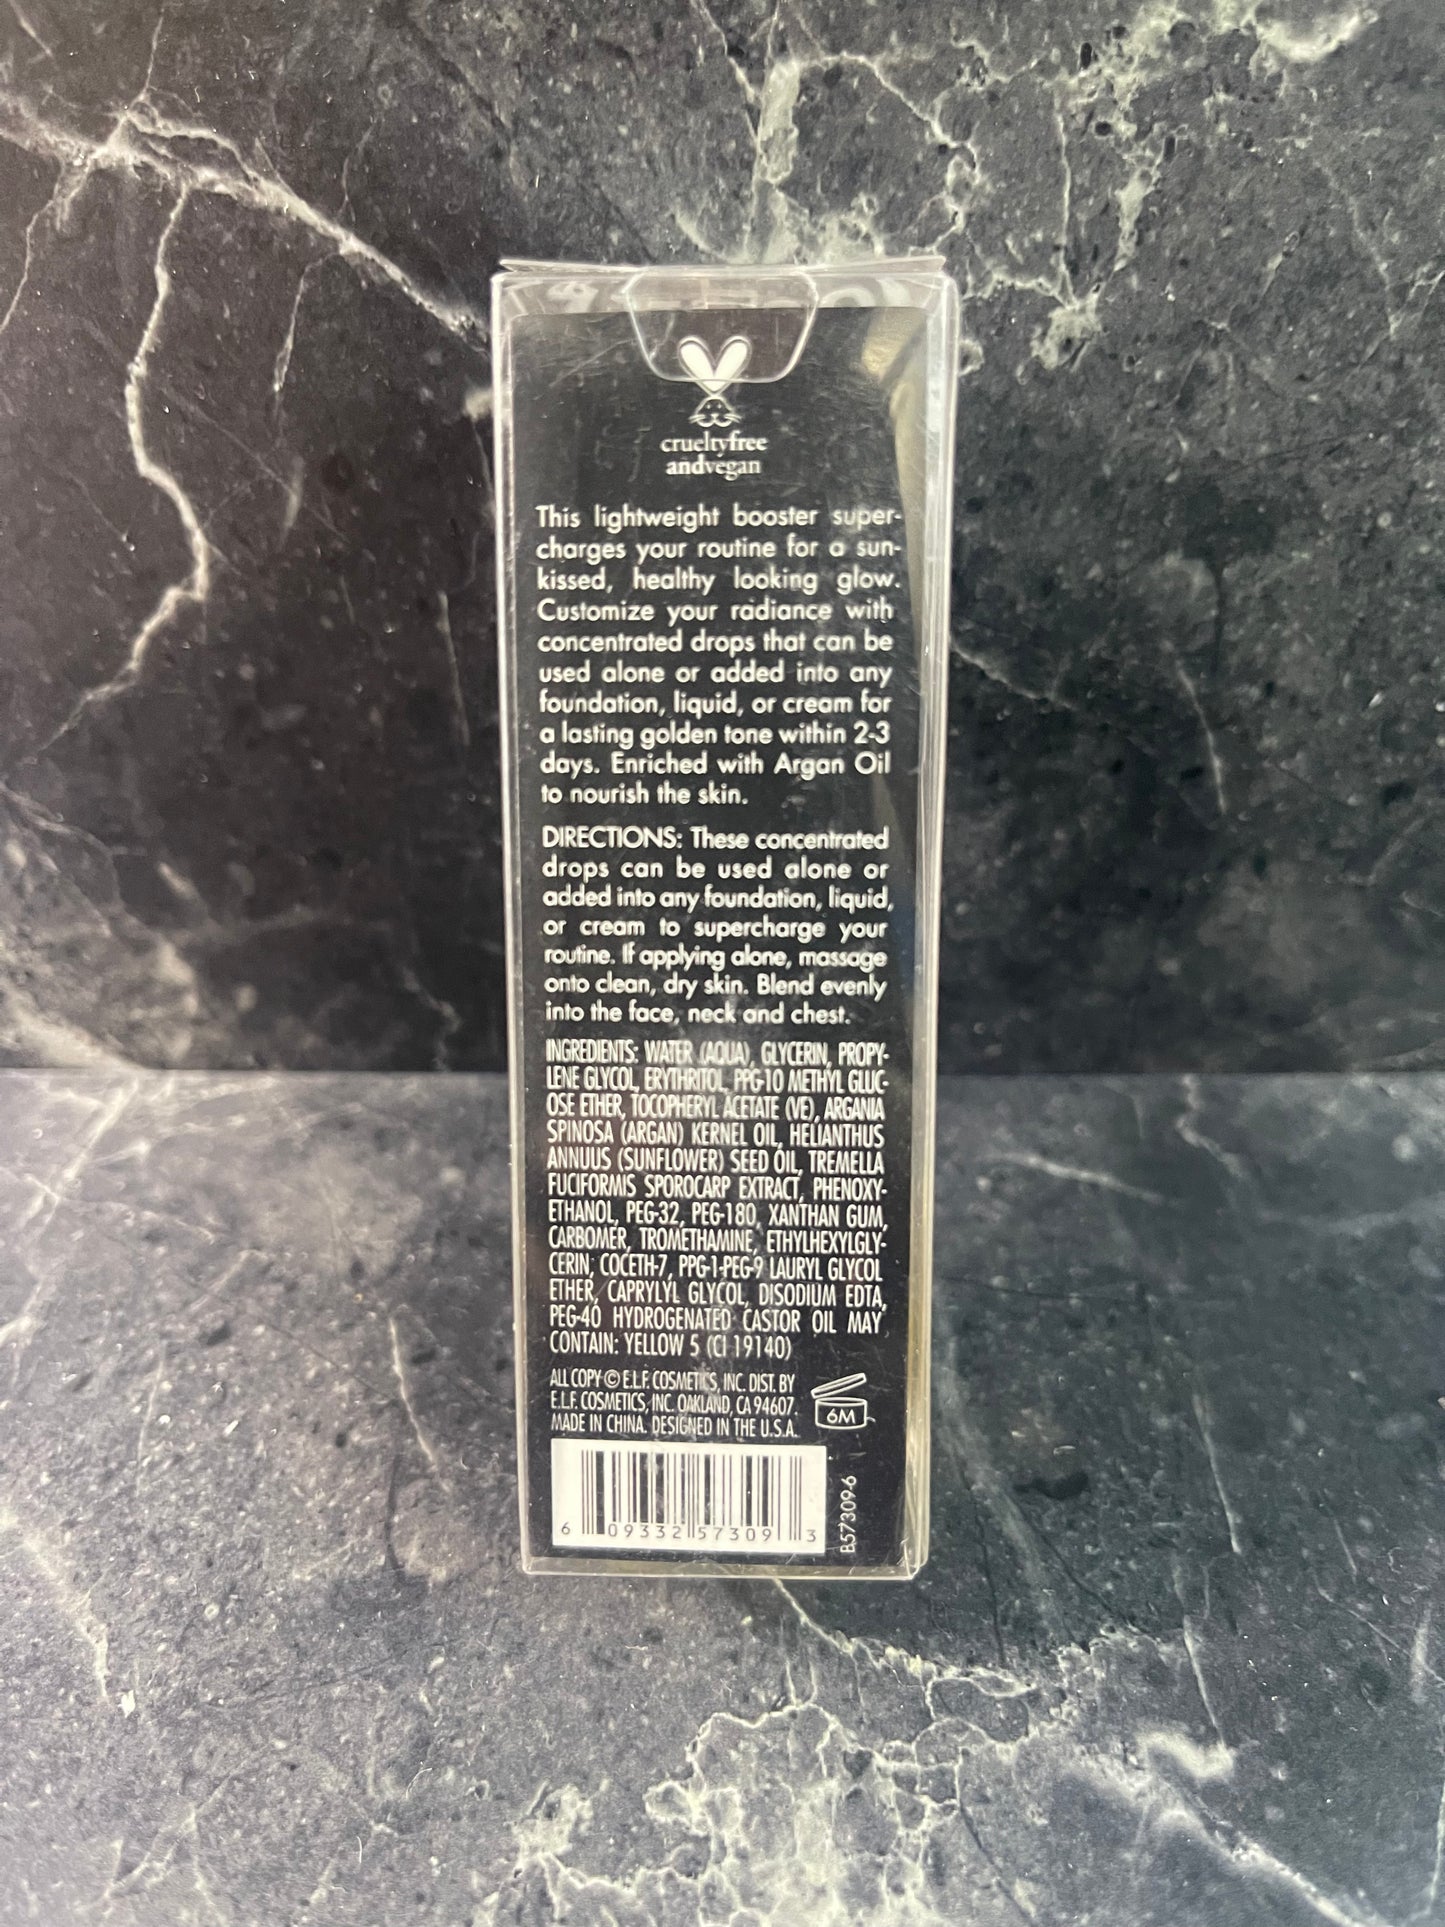 crueltyfree
andvegan
This lightweight booster super-
charges your routine for a sun-
kissed, healthy looking glow.
Customize your radiance with
concentrated drops that can be
used alone or added into any
foundation, liquid, or cream for
a lasting golden tone within 2-3
days. Enriched with Argan Oil
to nourish the skin.
DIRECTIONS: These concentrated
drops can be used alone or
added into any foundation, liquid,
or cream to supercharge your
routine. If applying alone, massage
onto clean, dry skin. Blend evenly
into the face, neck and chest.
INGREDIENTS: WATER (AQUA), GLYCERIN, PROPY-
LENE GLYCOL, ERYTHRITOL, PPG-10 METHYL GLUC-
OSE ETHER, TOCOPHERYL ACETATE (VE), ARGANIA
SPINOSA (ARGAN) KERNEL OIL, HELIANTHUS
ANNUUS (SUNFLOWER) SEED OIL, TREMELLA
FUCIFORMIS SPOROCARP EXTRACT, PHENOXY-
ETHANOL, PEG-32, PEG-180, XANTHAN GUM,
CARBOMER, TROMETHAMINE, ETHYLHEXYLGLY-
CERIN, COCETH-7, PPG-1-PEG-9 LAURYL GLYCOL
ETHER, CAPRYLYL GLYCOL, DISODIUM EDTA,
PEG-40 HYDROGENATED CASTOR OIL MAY
CONTAIN: YELLOW 5 (CI 19140)
ALL COPY © E.L.F. COSMETICS, INC. DIST. BY
E.L.F. COSMETICS, INC. OAKLAND, CA 94607.
MADE IN CHINA. DESIGNED IN THE U.S.A.
6M
6 09332 57309 3
B57309-6